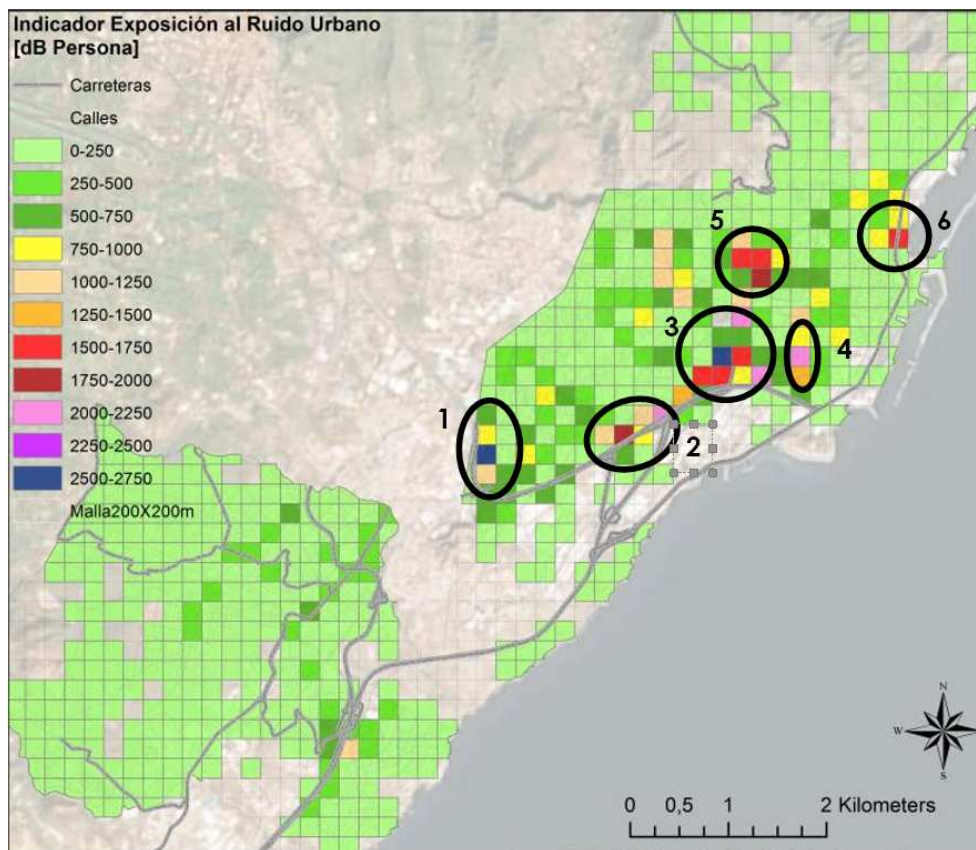 Indicador Exposición al Ruido Urbano
[dB Persona]
Carreteras
Calles
0-250
250-500
500-750
750-1000
1000-1250
1250-1500
1500-1750
1750-2000
2000-2250
2250-2500
2500-2750
Malla200X200m
5
6
3
4
1
2
N
W
S
0 0,5 1 2 Kilometers